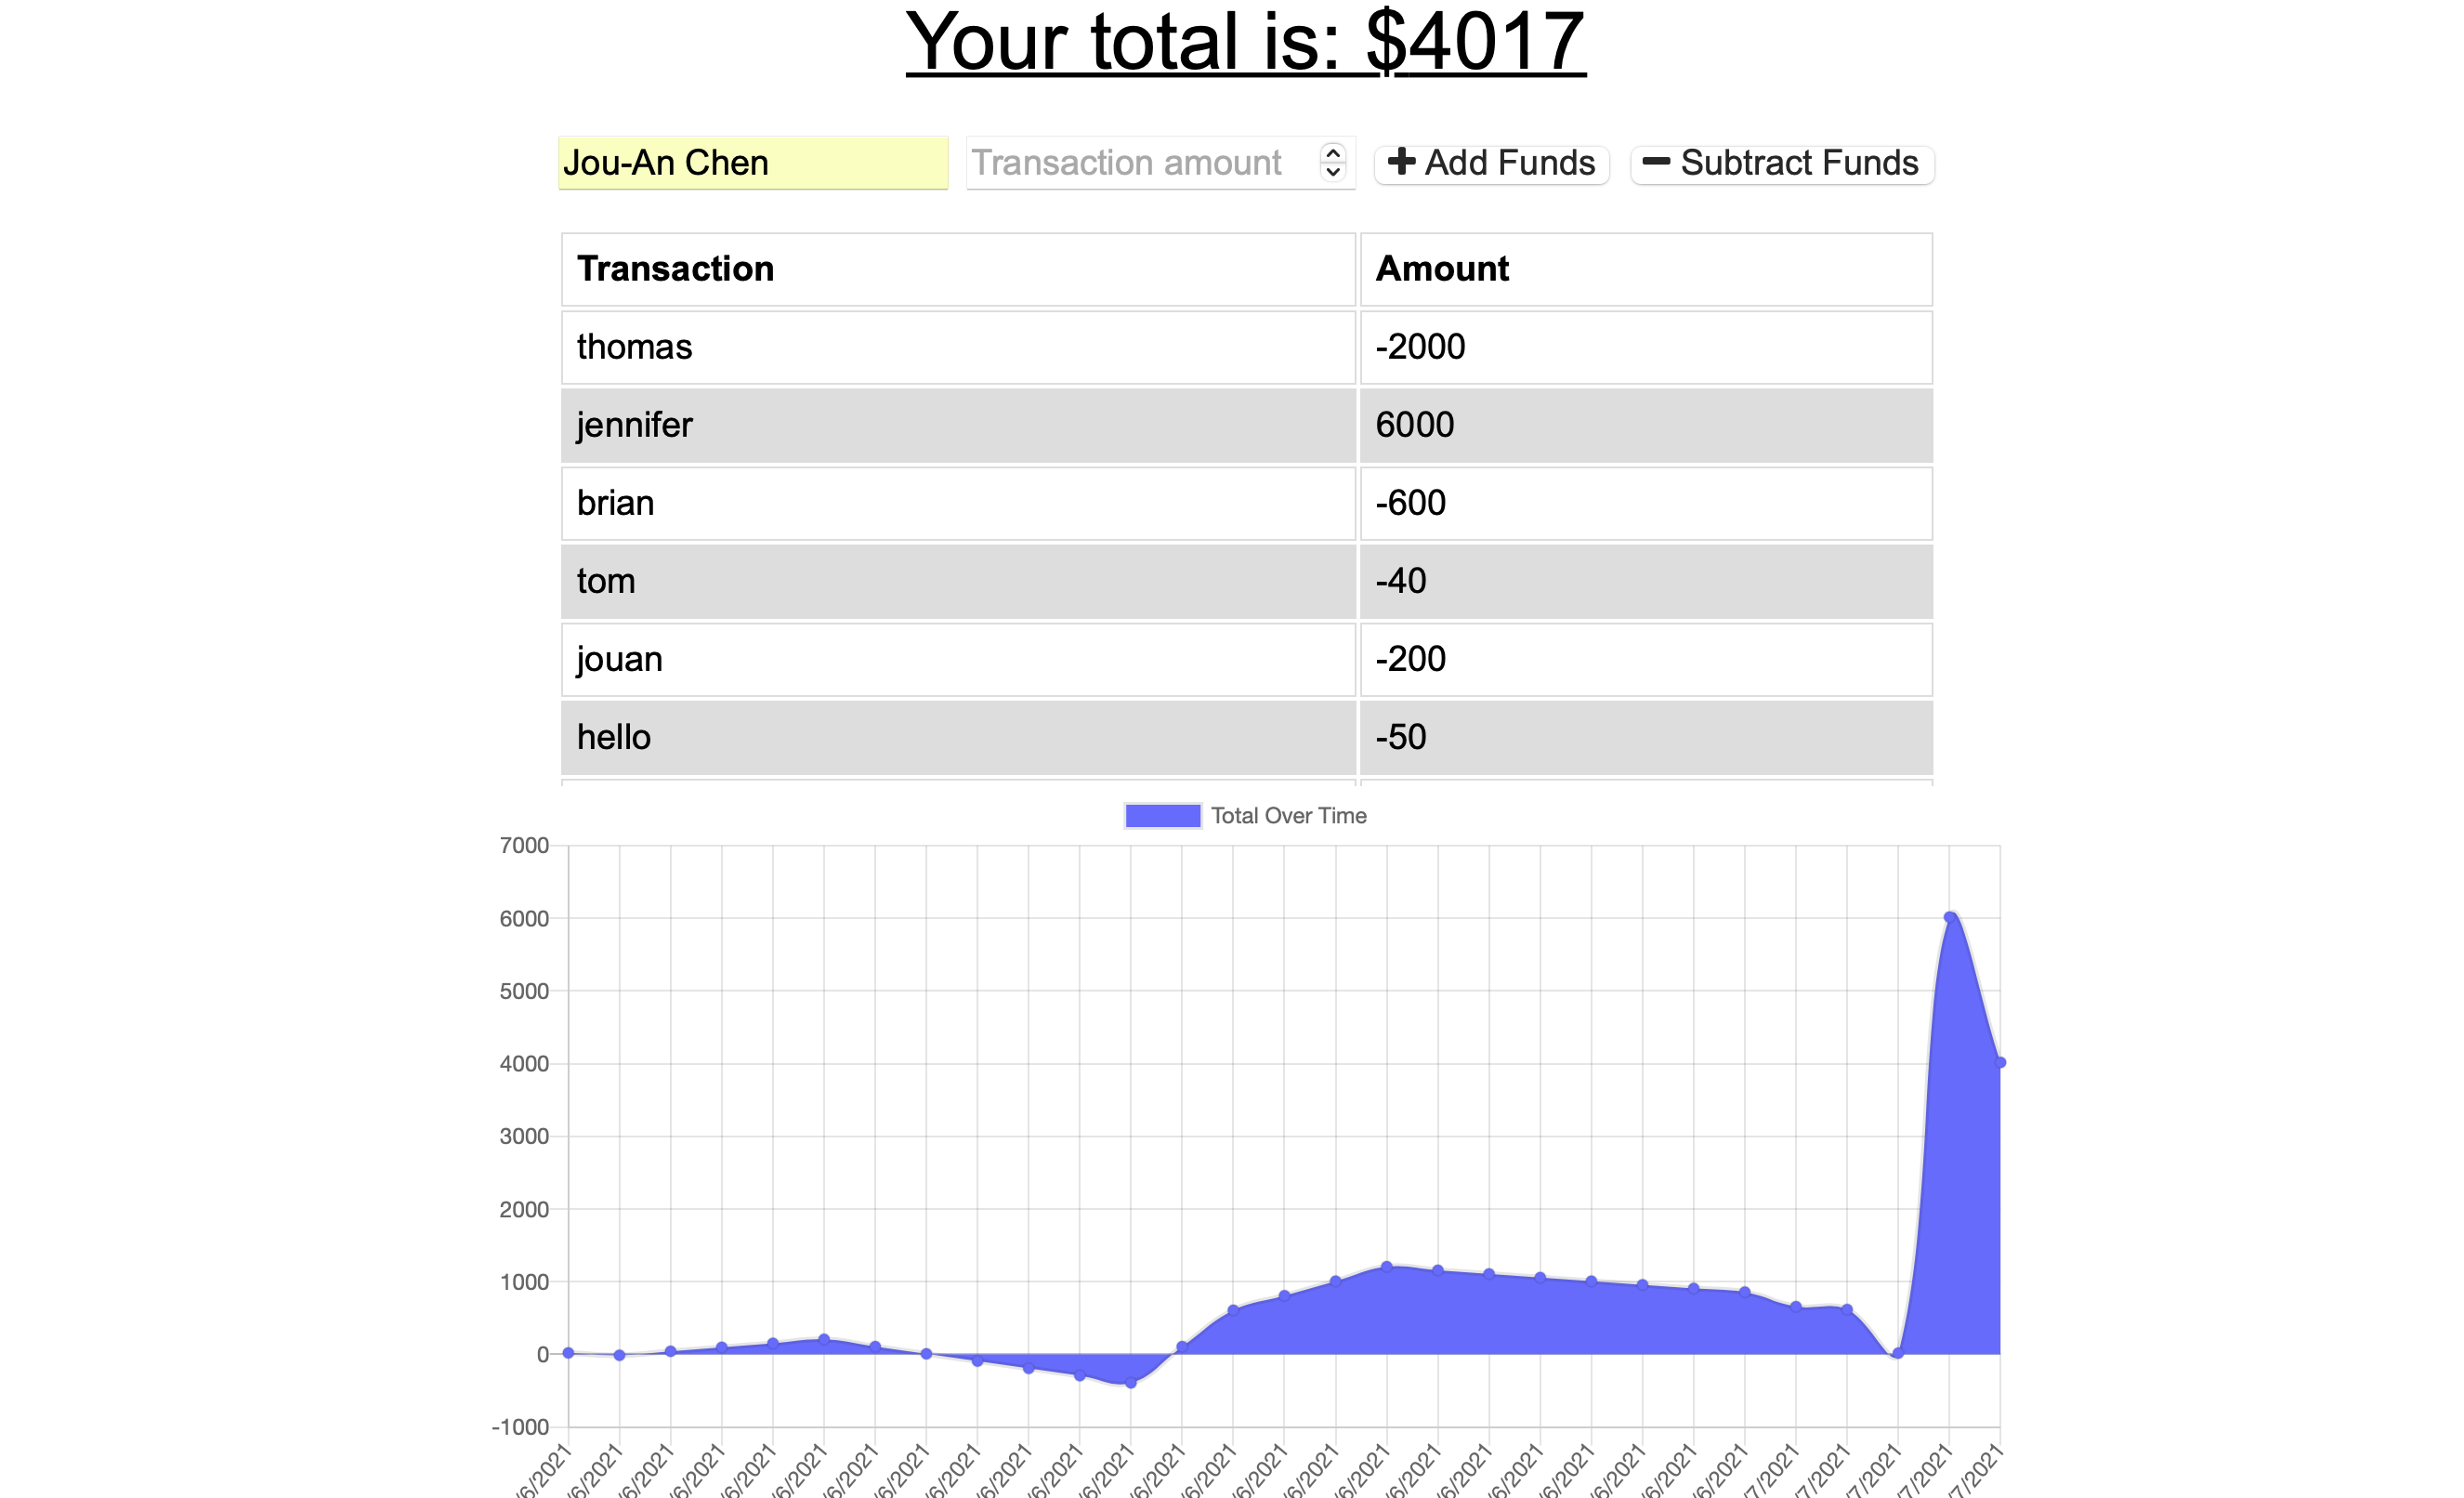 Your total is: $4017
Jou-An Chen Transaction amount Add Funds Subtract Funds
Transaction Amount
thomas -2000
jennifer 6000
brian -600
tom -40
jouan -200
hello -50
Total Over Time
7000
6000
5000
4000
3000
2000
1000
0
-1000
/6/2021 /6/2021 /6/2021 /6/2021 /6/2021 /6/2021 /6/2021 /6/2021 /6/2021 /6/2021 /6/2021 /6/2021 /6/2021 /6/2021 /6/2021 /6/2021 /6/2021 /6/2021 /6/2021 /6/2021 /6/2021 /6/2021 /6/2021 /6/2021 /7/2021 /7/2021 /7/2021 /7/2021 /7/2021